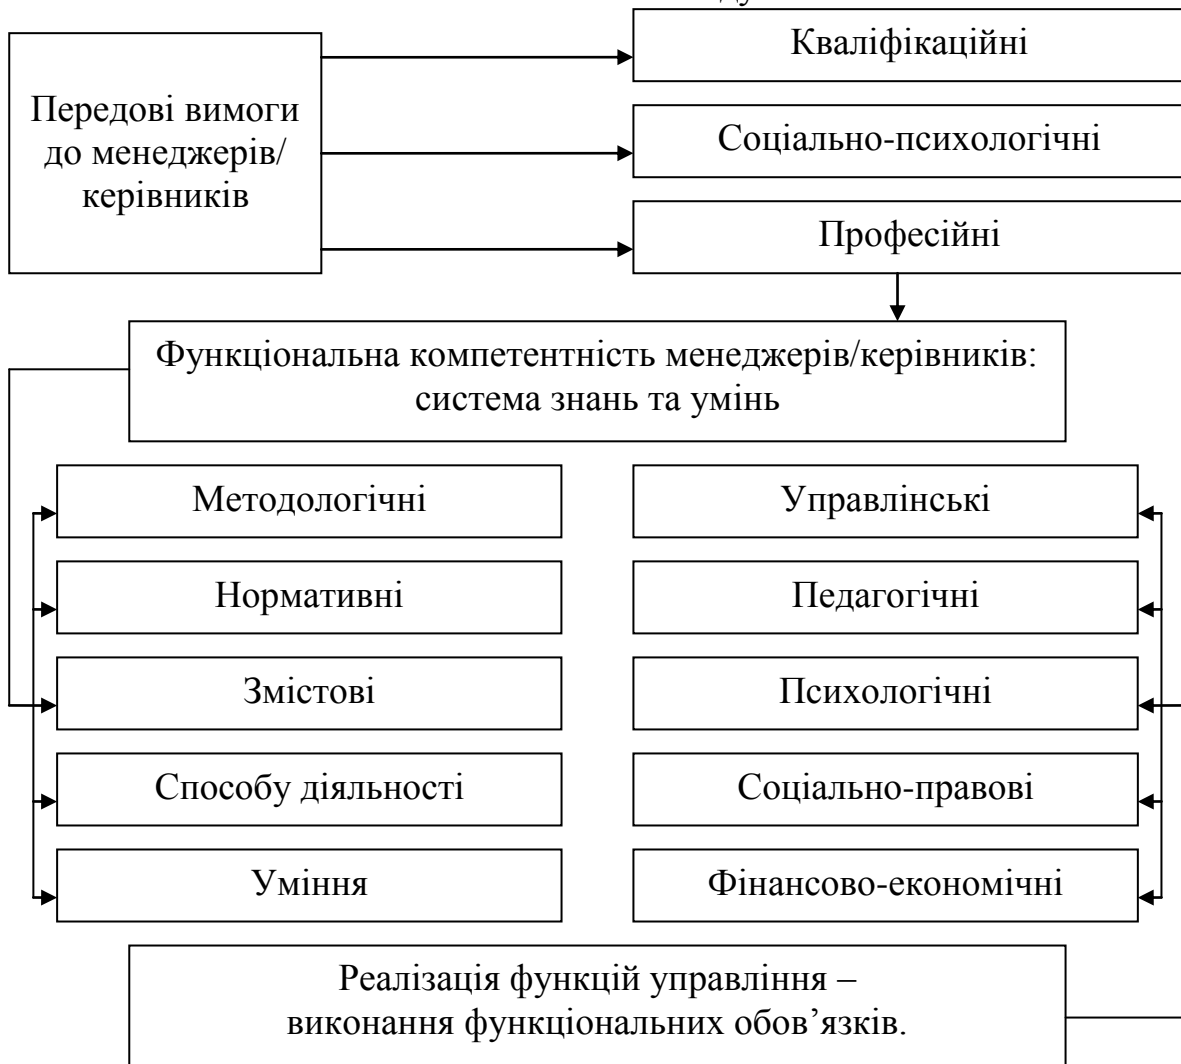 Передові вимоги
до менеджерів/
керівників
Кваліфікаційні
Соціально-психологічні
Професійні
Функціональна компетентність менеджерів/керівників:
система знань та умінь
Методологічні
Управлінські
Нормативні
Педагогічні
Змістові
Психологічні
Способу діяльності
Соціально-правові
Уміння
Фінансово-економічні
Реалізація функцій управління –
виконання функціональних обов’язків.